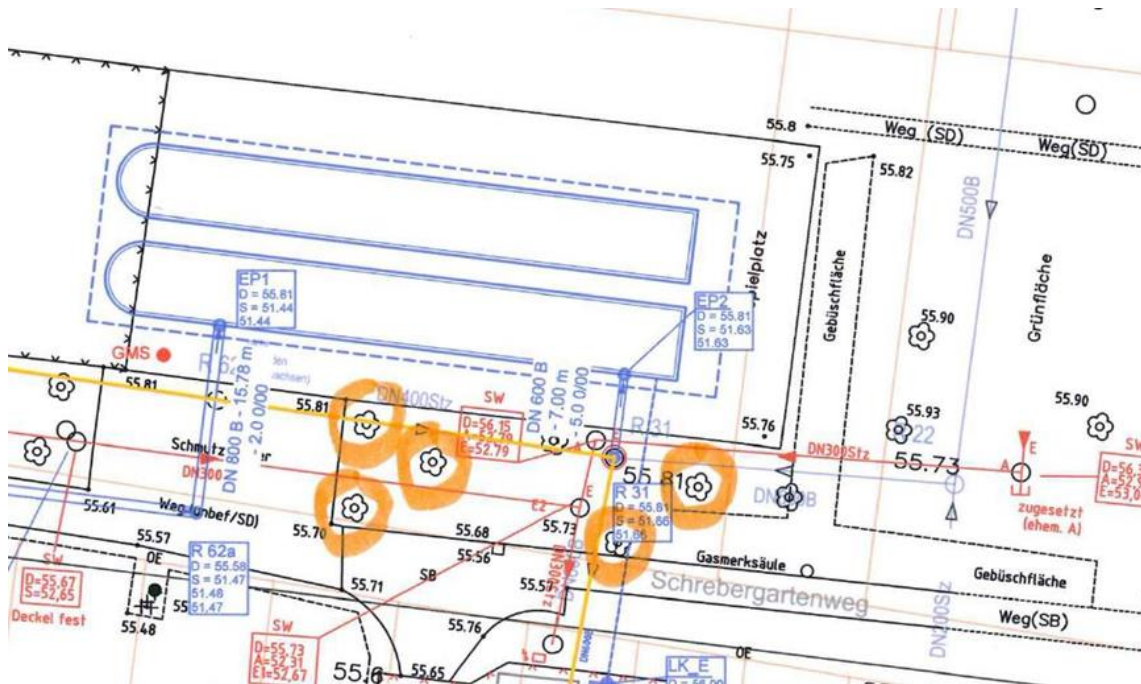 55.8
Weg (SD)
Weg(SD)
55.75
55.82
DN500B
Gebüschfläche
Grünfläche
EP1
D = 55.81
S = 51.44
51.44
EP2
D = 55.81
S = 51.63
51.63
GMS
55.81
55.81
DN400Stz
SW
D=56,15
E=52.79
DN 600 B
- 7.00 m
- 5.0 0/00
DN 800 B - 15.78 m
- 2.0 0/00
R 31
55.76
55.90
55.93
55.90
DN300Stz
55.73
A
E
SW
zugesetzt
(ehem. A)
Schmutz
DN300
55.81
R 31
D = 55.81
S = 51.66
E
E2
55.61
Weg(unbef/SD)
55.70
55.68
55.73
55.56
55.57
OE
R 62a
D = 55.58
S = 51.47
51.46
51.47
55.71
SB
55.57
Gasmerksäule
Gebüschfläche
Schrebergartenweg
Weg(SB)
DN200Stz
SW
D=55.67
S=52,65
Deckel fest
55.48
SW
D=55,73
A=52,31
E1=52,67
55.76
55.65
OE
DN600B
LK_E